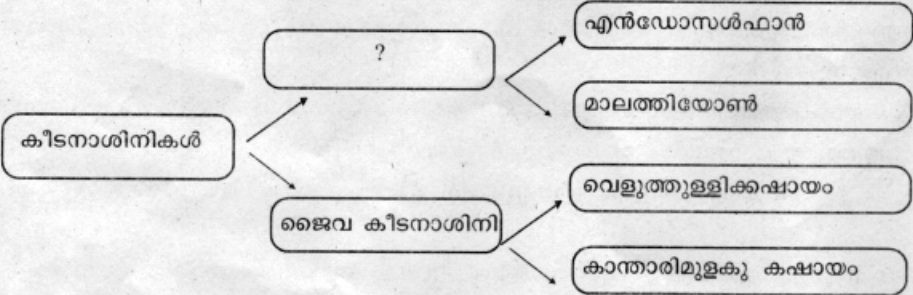 എൻഡോസൾഫാൻ
?
മാലത്തിയോൺ
കീടനാശിനികൾ
വെളുത്തുള്ളിക്കഷായം
ജൈവ കീടനാശിനി
കാന്താരിമുളകു കഷായം